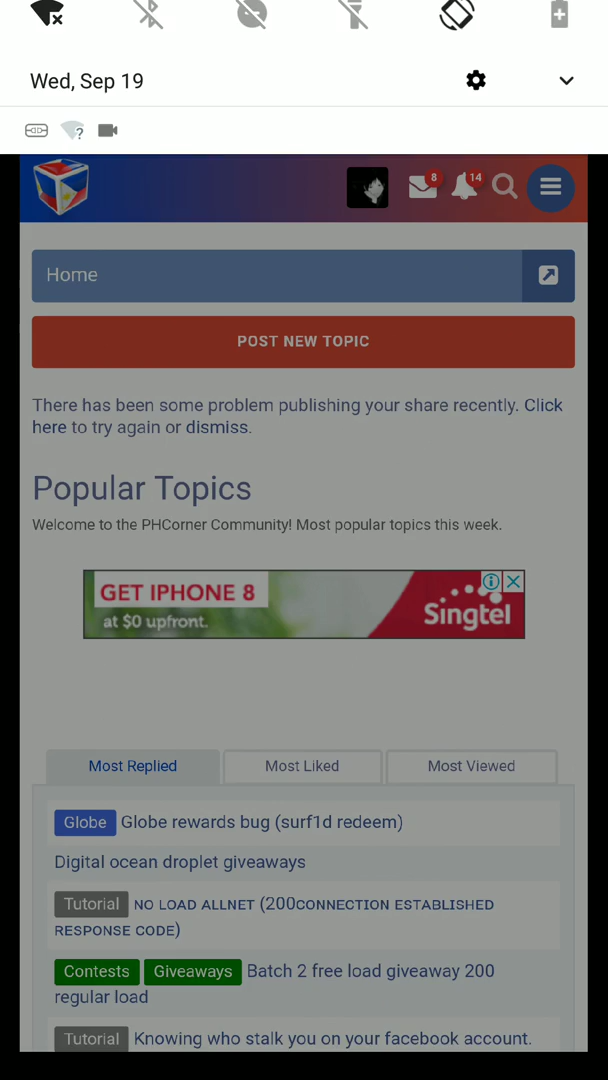 Wed, Sep 19
8
14
Home
POST NEW TOPIC
There has been some problem publishing your share recently. Click
here to try again or dismiss.
Popular Topics
Welcome to the PHCorner Community! Most popular topics this week.
GET IPHONE 8
at $0 upfront.
Singtel
Most Replied
Most Liked
Most Viewed
Globe Globe rewards bug (surf1d redeem)
Digital ocean droplet giveaways
Tutorial NO LOAD ALLNET (200CONNECTION ESTABLISHED
RESPONSE CODE)
Contests Giveaways Batch 2 free load giveaway 200
regular load
Tutorial Knowing who stalk you on your facebook account.